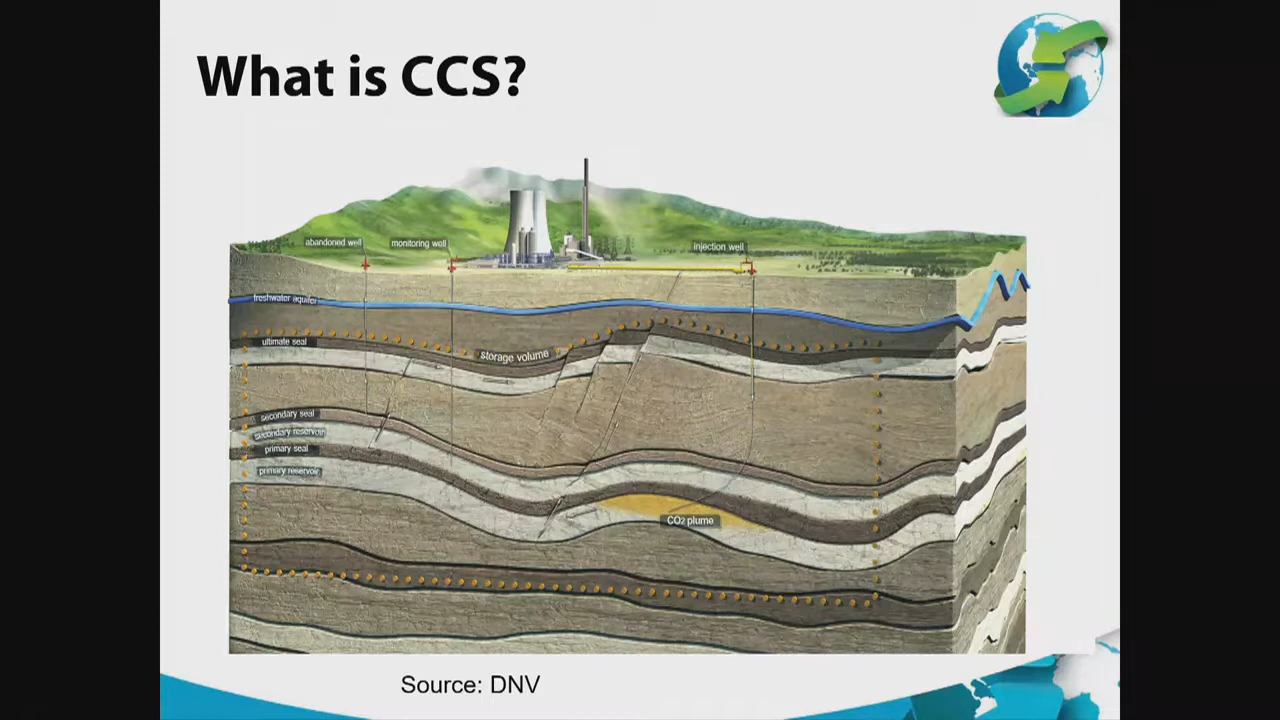 What is CCS?
abandoned well
monitoring well
injection well
freshwater aquifer
ultimate seal
storage volume
secondary seal
secondary reservoir
primary seal
primary reservoir
CO2 plume
Source: DNV